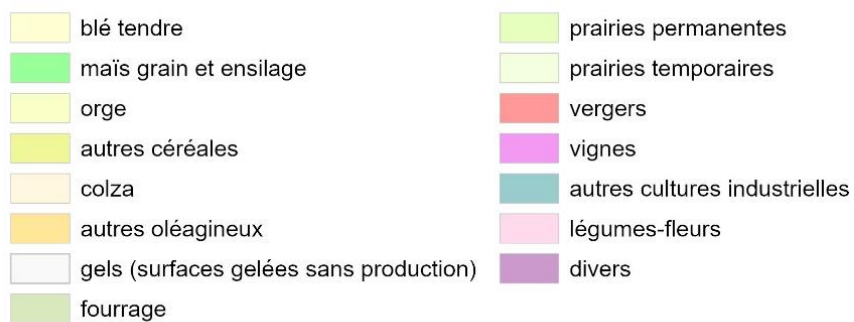 blé tendre
maïs grain et ensilage
orge
autres céréales
colza
autres oléagineux
gels (surfaces gelées sans production)
fourrage
prairies permanentes
prairies temporaires
vergers
vignes
autres cultures industrielles
légumes-fleurs
divers